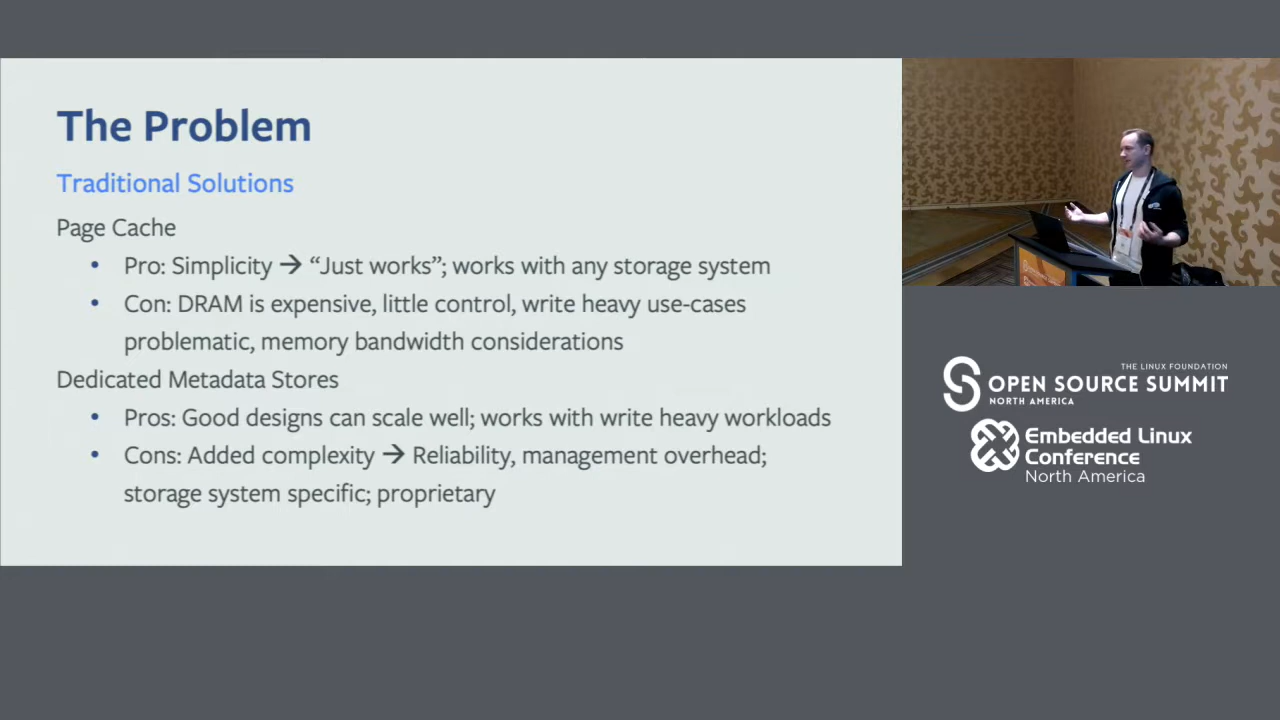 The Problem
Traditional Solutions
Page Cache
• Pro: Simplicity → “Just works”; works with any storage system
• Con: DRAM is expensive, little control, write heavy use-cases
problematic, memory bandwidth considerations
Dedicated Metadata Stores
• Pros: Good designs can scale well; works with write heavy workloads
• Cons: Added complexity → Reliability, management overhead;
storage system specific; proprietary
THE LINUX FOUNDATION
OPEN SOURCE SUMMIT
NORTH AMERICA
Embedded Linux
Conference
North America